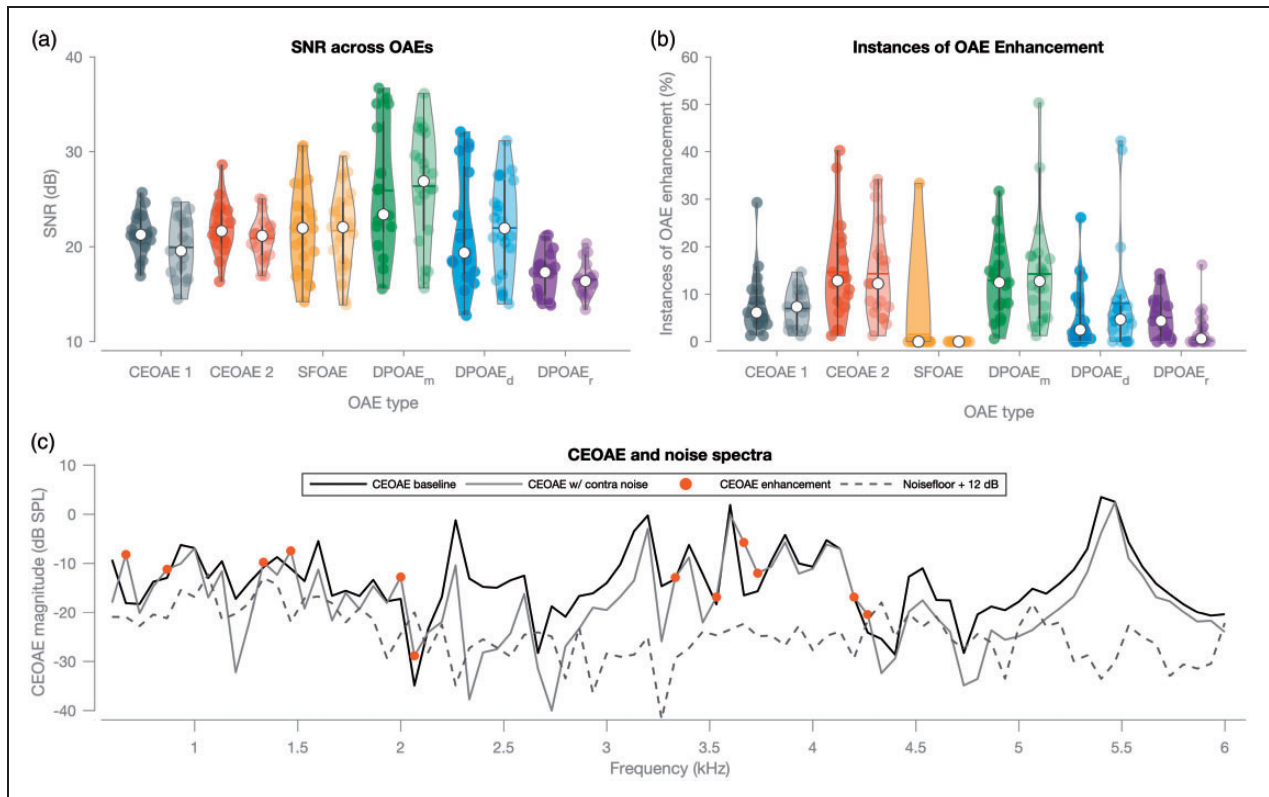 (a)
SNR across OAEs
40
30
20
10
SNR (dB)
CEOAE 1 CEOAE 2 SFOAE DPOAEm DPOAEd DPOAEr
OAE type
(b)
Instances of OAE Enhancement
60
50
40
30
20
10
0
Instances of OAE enhancement (%)
CEOAE 1 CEOAE 2 SFOAE DPOAEm DPOAEd DPOAEr
OAE type
(c)
CEOAE and noise spectra
CEOAE baseline CEOAE w/ contra noise CEOAE enhancement Noisefloor + 12 dB
10
0
-10
-20
-30
-40
CEOAE magnitude (dB SPL)
1 1.5 2 2.5 3 3.5 4 4.5 5 5.5 6
Frequency (kHz)